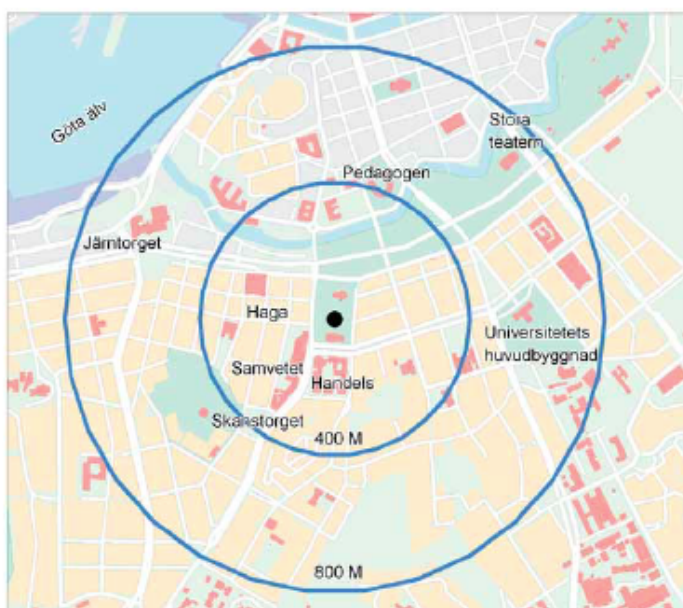 Göta älv
Stora
teatern
Pedagogen
Järntorget
Haga
Universitetets
huvudbyggnad
Samvetet
Handels
Skanstorget
400 M
800 M